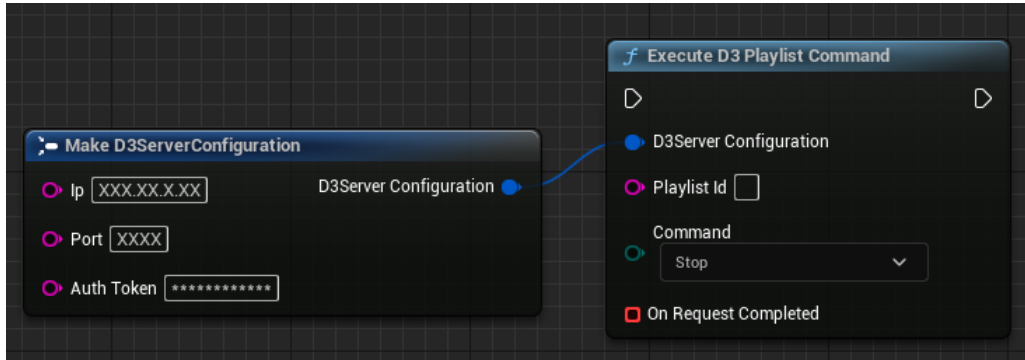 Execute D3 Playlist Command
Make D3ServerConfiguration
D3Server Configuration
Ip XXX.XX.X.XX D3Server Configuration
Playlist Id
Port XXXX
Command
Stop
Auth Token ************
On Request Completed